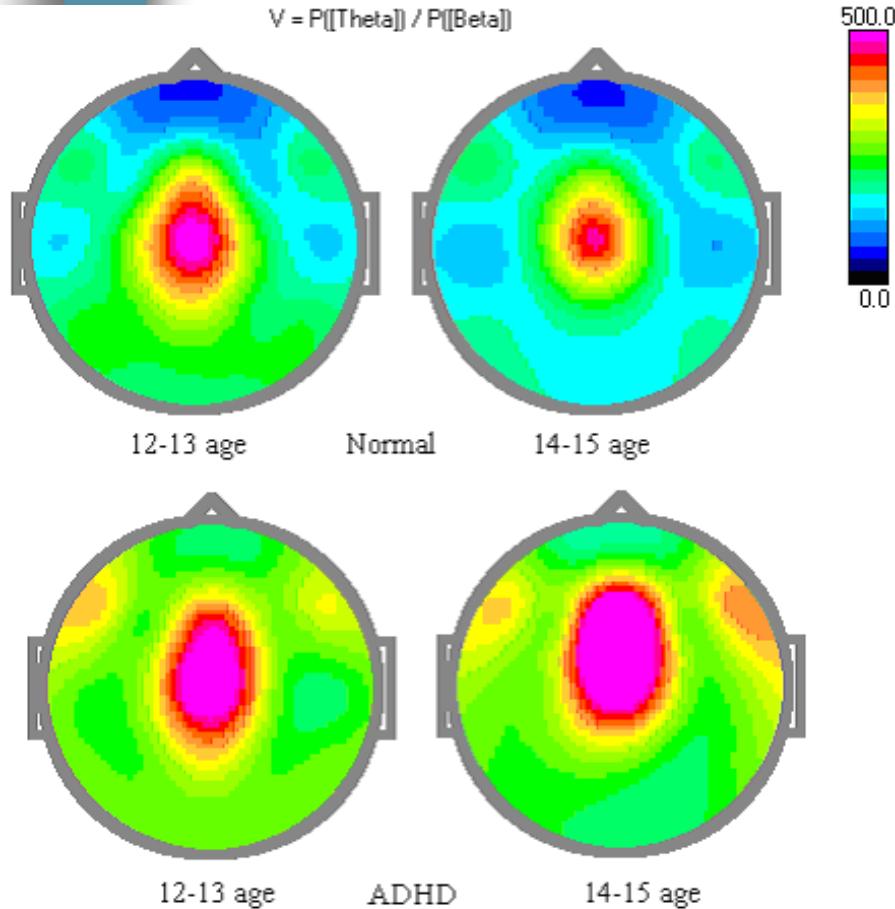 V = P([Theta]) / P([Beta])
500.0
0.0
12-13 age Normal 14-15 age
12-13 age ADHD 14-15 age